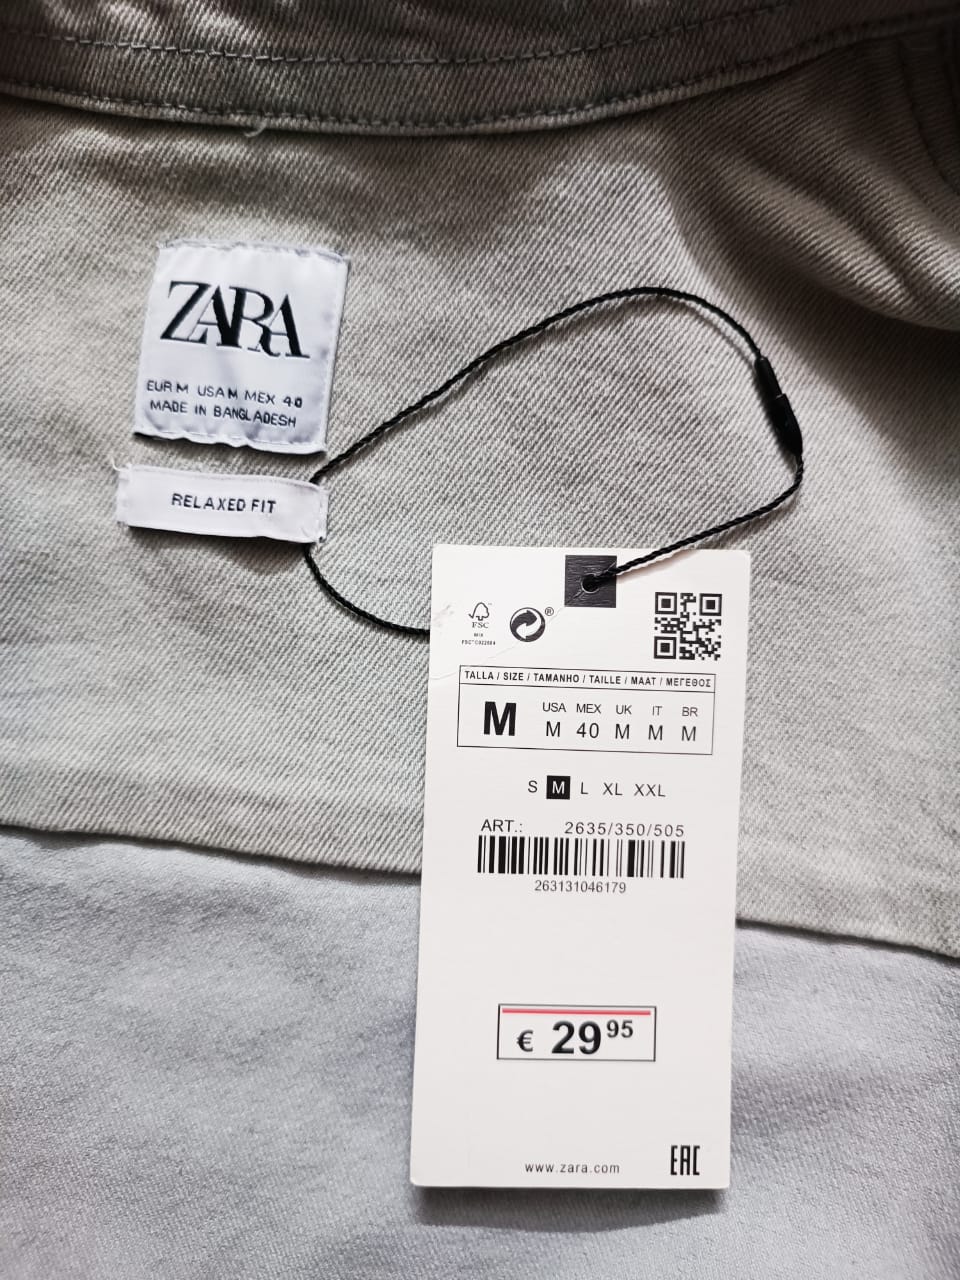 ZARA
EUR M USA M MEX 40
MADE IN BANGLADESH
RELAXED FIT
FSC
MIX
TALLA / SIZE / TAMANHO / TAILLE / MAAT / ΜΕΓΕΘΟΣ
M
USA MEX UK IT BR
M 40 M M M
S M L XL XXL
ART.: 2635/350/505
263131046179
€ 29 95
www.zara.com
EAC